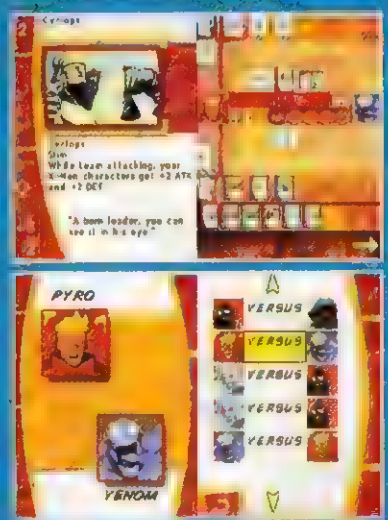 Cyclops
Slim
While team attacking, your
X-Men characters get +2 ATK
and +2 DEF
"A born leader, you can
see it in his eye"
PYRO
VENOM
VERSUS
VERSUS
VERSUS
VERSUS
VERSUS